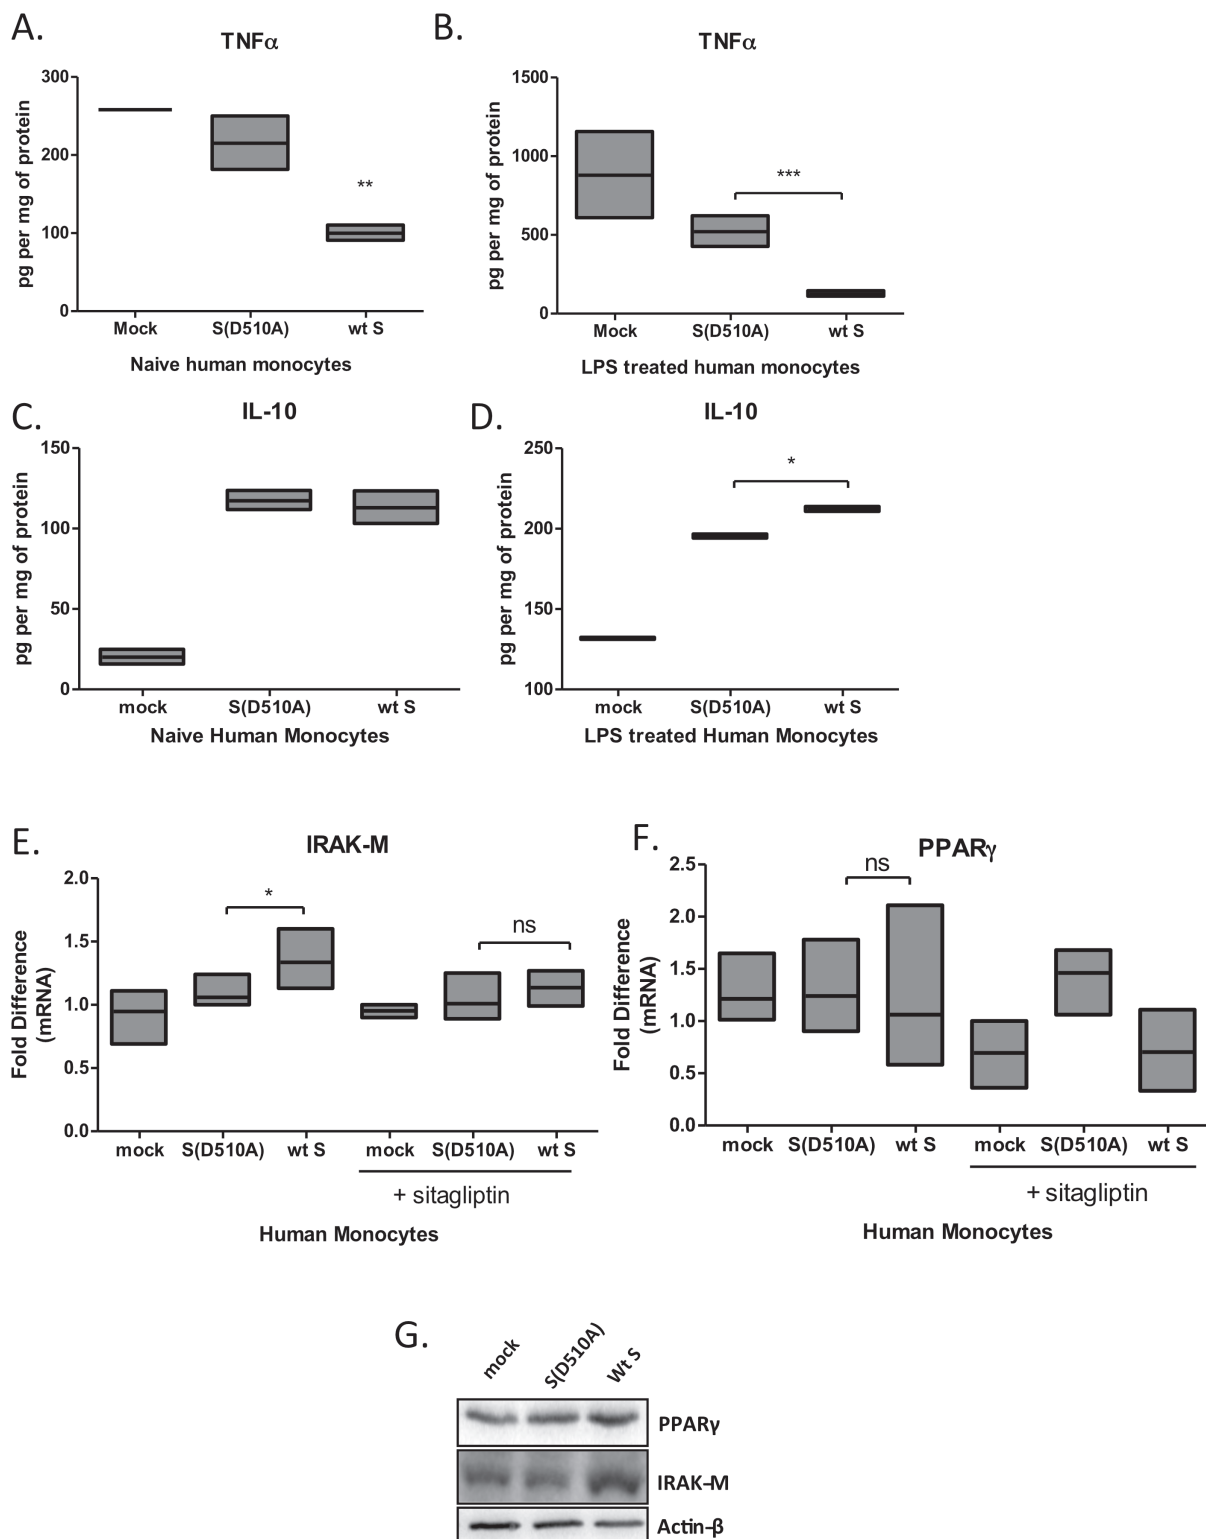 A.
TNFα
pg per mg of protein
300
200
100
0
**
Mock
S(D510A)
wt S
Naive human monocytes
B.
TNFα
pg per mg of protein
1500
1000
500
0
***
Mock
S(D510A)
wt S
LPS treated human monocytes
C.
IL-10
pg per mg of protein
150
100
50
0
mock
S(D510A)
wt S
Naive Human Monocytes
D.
IL-10
pg per mg of protein
250
200
150
100
*
mock
S(D510A)
wt S
LPS treated Human Monocytes
E.
IRAK-M
Fold Difference
(mRNA)
2.0
1.5
1.0
0.5
0.0
*
ns
mock
S(D510A)
wt S
mock
S(D510A)
wt S
+ sitagliptin
Human Monocytes
F.
PPARγ
Fold Difference
(mRNA)
2.5
2.0
1.5
1.0
0.5
0.0
ns
mock
S(D510A)
wt S
mock
S(D510A)
wt S
+ sitagliptin
Human Monocytes
G.
mock
S(D510A)
Wt S
PPARγ
IRAK-M
Actin-β